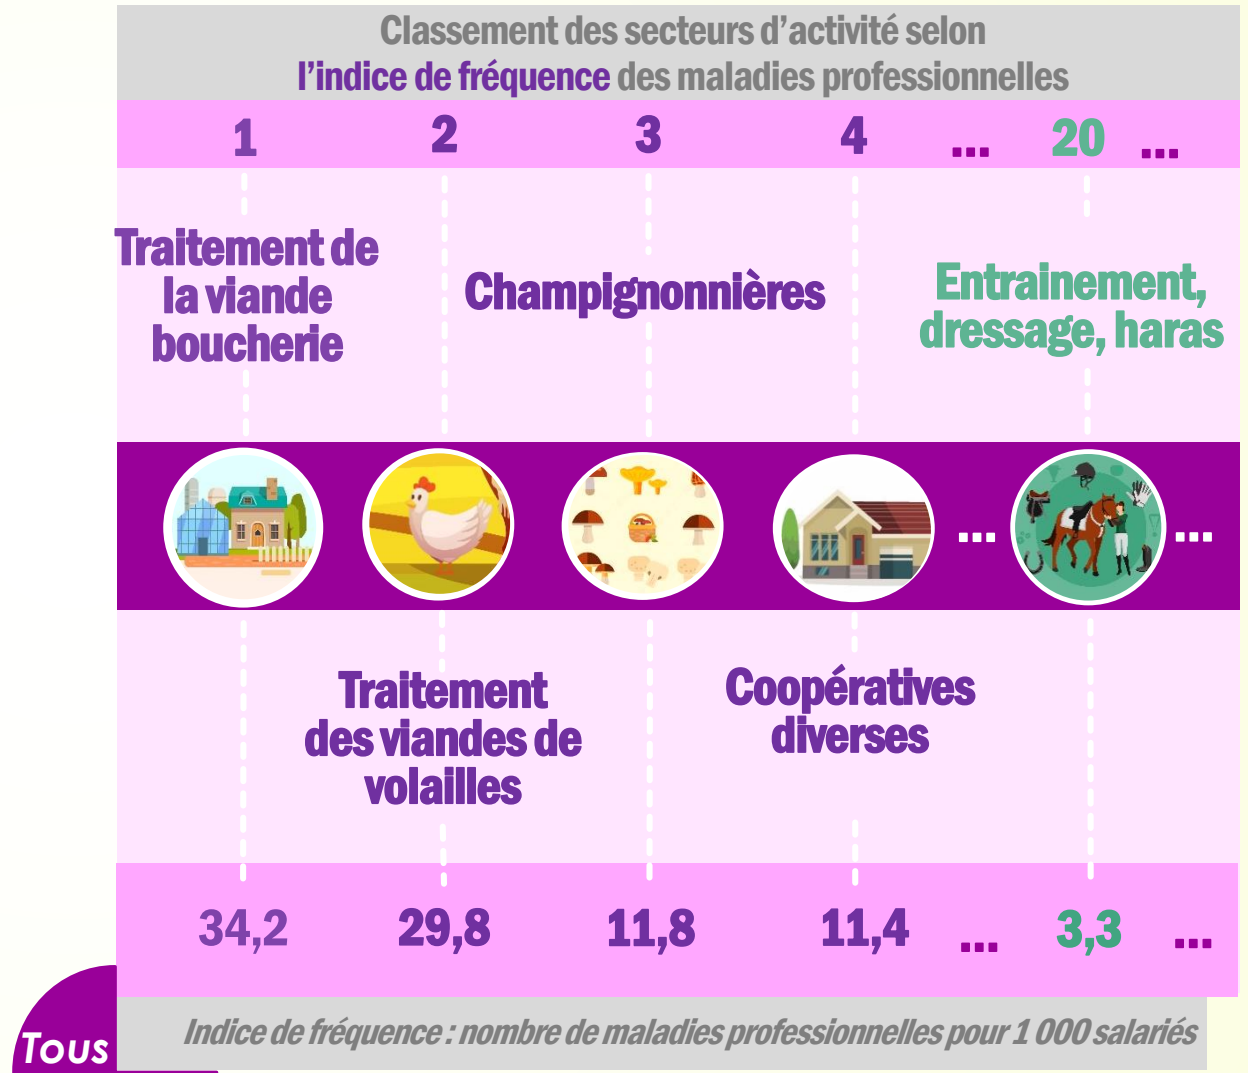 Classement des secteurs d’activité selon
l’indice de fréquence des maladies professionnelles
1 2 3 4 ... 20 ...
Traitement de
la viande
boucherie
Champignonnières
Entrainement,
dressage, haras
... ...
Traitement
des viandes de
volailles
Coopératives
diverses
34,2 29,8 11,8 11,4 ... 3,3 ...
Indice de fréquence : nombre de maladies professionnelles pour 1 000 salariés
Tous